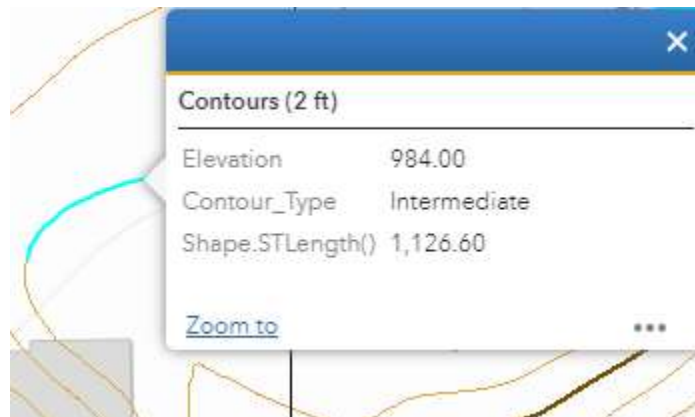 Contours (2 ft)
Elevation 984.00
Contour_Type Intermediate
Shape.STLength() 1,126.60
Zoom to